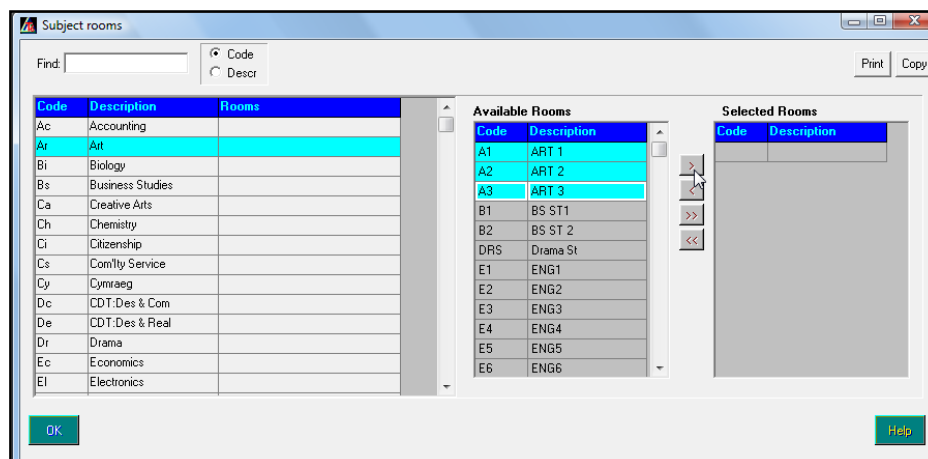 Subject rooms
Find:
Code
Descr
Print Copy
Code Description Rooms
Ac Accounting
Ar Art
Bi Biology
Bs Business Studies
Ca Creative Arts
Ch Chemistry
Ci Citizenship
Cs Com'lty Service
Cy Cymraeg
Dc CDT:Des & Com
De CDT:Des & Real
Dr Drama
Ec Economics
El Electronics
Available Rooms
Code Description
A1 ART 1
A2 ART 2
A3 ART 3
B1 BS ST1
B2 BS ST 2
DRS Drama St
E1 ENG1
E2 ENG2
E3 ENG3
E4 ENG4
E5 ENG5
E6 ENG6
>
<
>>
<<
Selected Rooms
Code Description
OK
Help